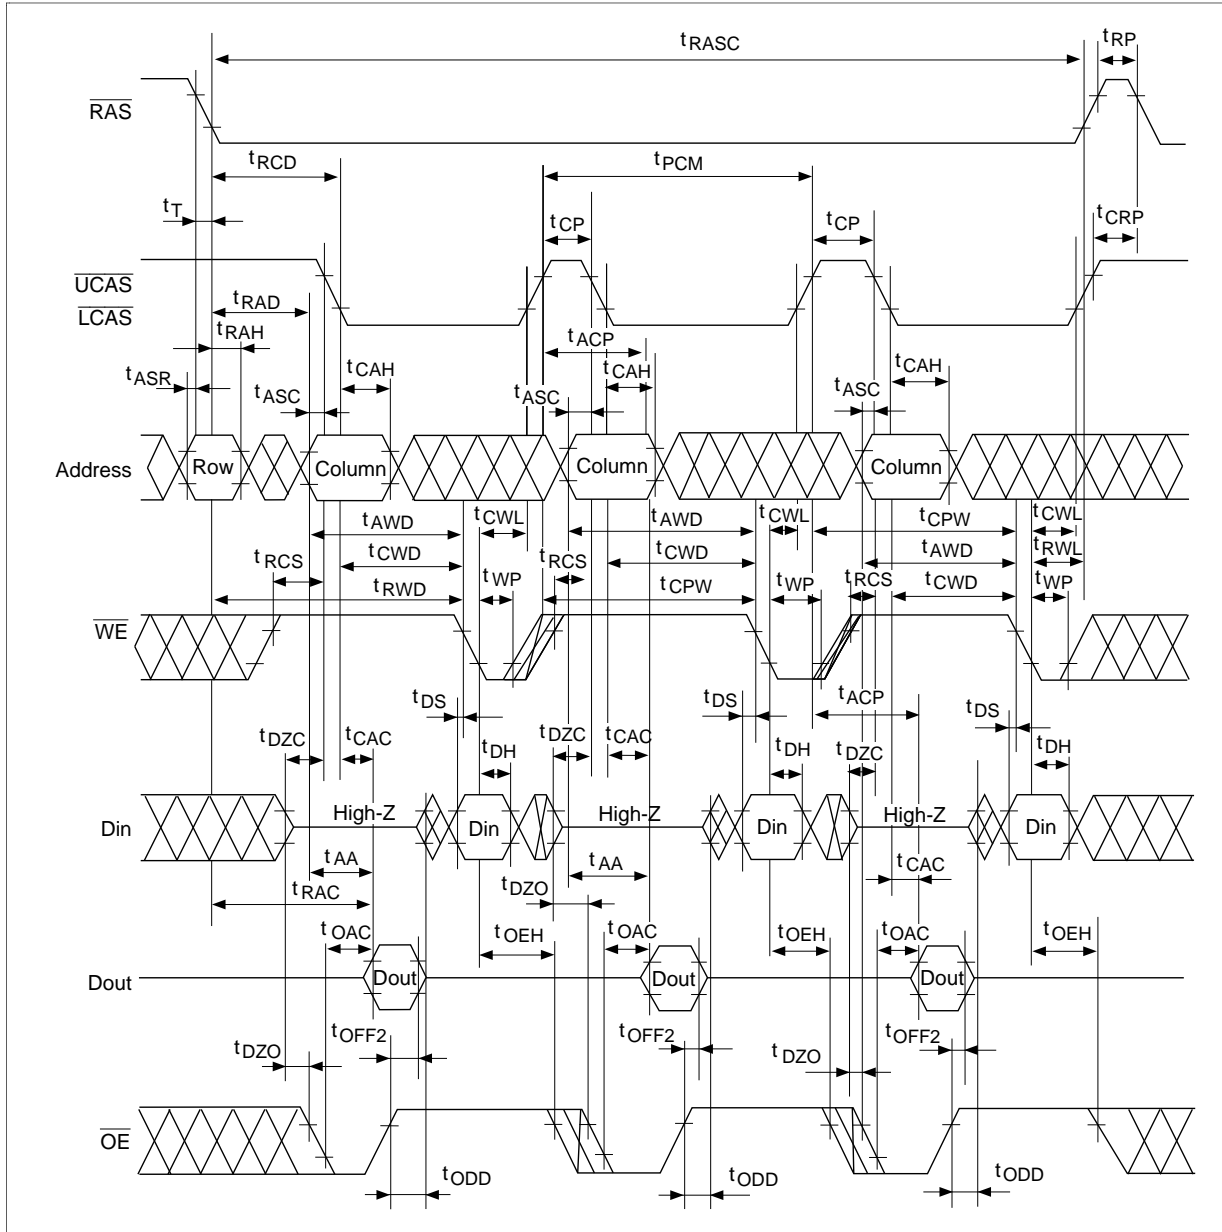 tRASC tRP
RAS
tRCD tPCM
tT tCP tCP tCRP
UCAS
LCAS
tRAD
tRAH tACP
tASR tCAH tCAH tCAH
tASC tASC tASC
Address Row Column Column Column
tAWD tCWL tAWD tCWL tCPW tCWL
tRCS tCWD tRCS tCWD tAWD tRWL
tRWD tWP tCPW tWP tRCS tCWD tWP
WE
tDS tDS tACP tDS
tDZC tCAC tDH tDZC tCAC tDH tDZC tDH
Din High-Z Din High-Z Din High-Z Din
tAA tAA tCAC
tRAC tDZO
tOAC tOEH tOAC tOEH tOAC tOEH
Dout Dout Dout Dout
tOFF2 tOFF2 tOFF2
tDZO tDZO
OE
tODD tODD tODD